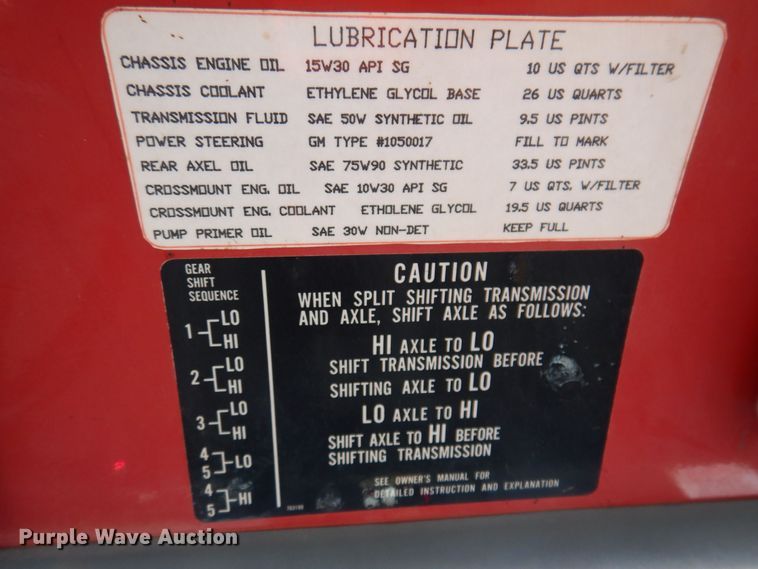 LUBRICATION PLATE
CHASSIS ENGINE OIL 15W30 API SG 10 US QTS W/FILTER
CHASSIS COOLANT ETHYLENE GLYCOL BASE 26 US QUARTS
TRANSMISSION FLUID SAE 50W SYNTHETIC OIL 9.5 US PINTS
POWER STEERING GM TYPE #1050017 FILL TO MARK
REAR AXEL OIL SAE 75W90 SYNTHETIC 33.5 US PINTS
CROSSMOUNT ENG. OIL SAE 10W30 API SG 7 US QTS. W/FILTER
CROSSMOUNT ENG. COOLANT ETHOLENE GLYCOL 19.5 US QUARTS
PUMP PRIMER OIL SAE 30W NON-DET KEEP FULL
GEAR
SHIFT
SEQUENCE
1 LO
HI
2 LO
HI
3 LO
HI
4
5 LO
4
5 HI
CAUTION
WHEN SPLIT SHIFTING TRANSMISSION
AND AXLE, SHIFT AXLE AS FOLLOWS:
HI AXLE TO LO
SHIFT TRANSMISSION BEFORE
SHIFTING AXLE TO LO
LO AXLE TO HI
SHIFT AXLE TO HI BEFORE
SHIFTING TRANSMISSION
SEE OWNER'S MANUAL FOR
DETAILED INSTRUCTION AND EXPLANATION
Purple Wave Auction